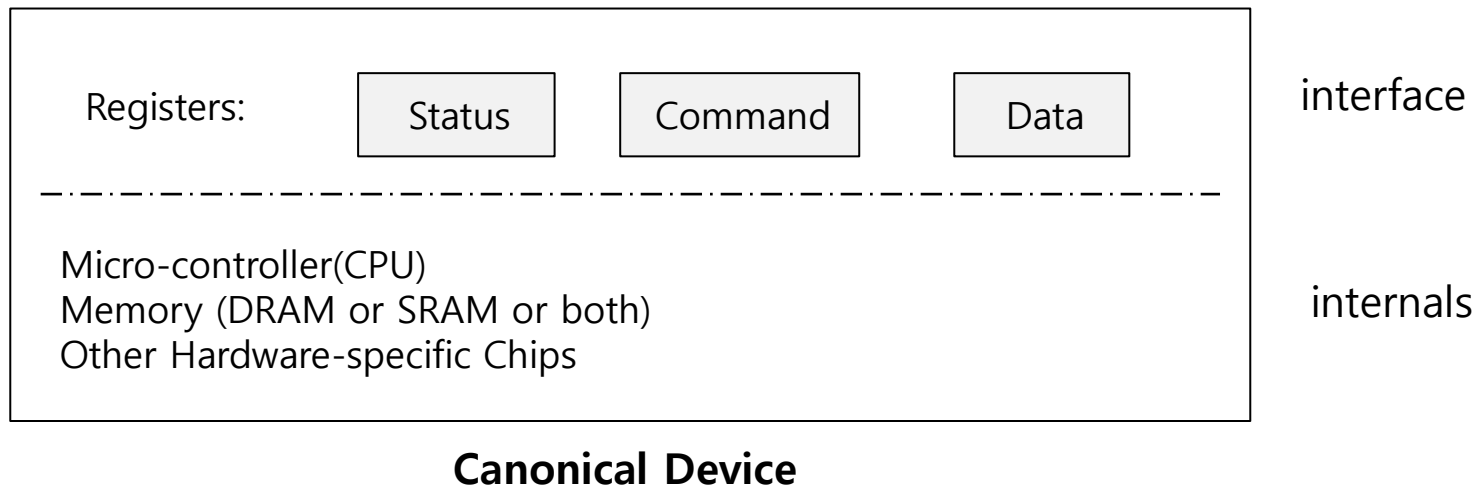 Registers: Status Command Data interface
Micro-controller(CPU)
Memory (DRAM or SRAM or both) internals
Other Hardware-specific Chips
Canonical Device